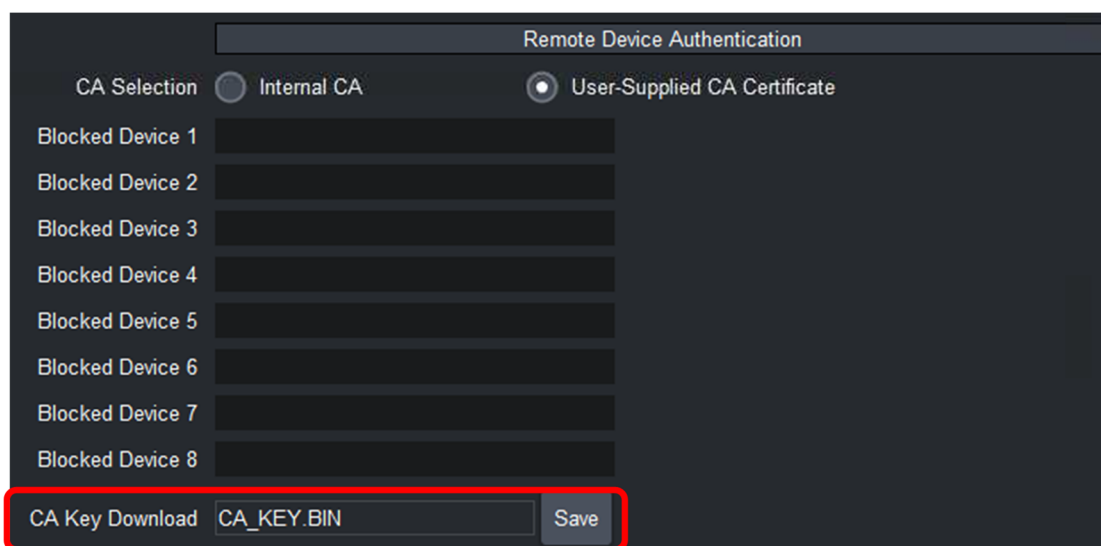 Remote Device Authentication
CA Selection Internal CA User-Supplied CA Certificate
Blocked Device 1
Blocked Device 2
Blocked Device 3
Blocked Device 4
Blocked Device 5
Blocked Device 6
Blocked Device 7
Blocked Device 8
CA Key Download CA_KEY.BIN Save